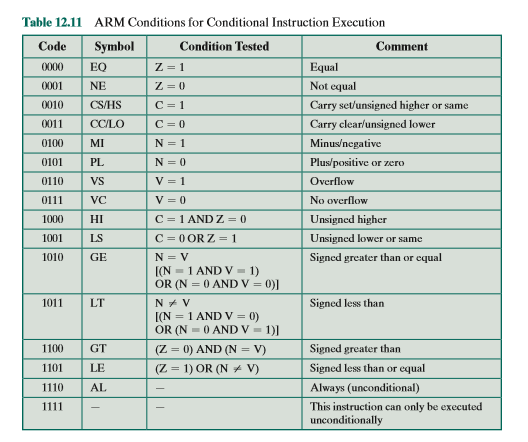 Table 12.11 ARM Conditions for Conditional Instruction Execution
Code Symbol Condition Tested Comment
0000 EQ Z = 1 Equal
0001 NE Z = 0 Not equal
0010 CS/HS C = 1 Carry set/unsigned higher or same
0011 CC/LO C = 0 Carry clear/unsigned lower
0100 MI N = 1 Minus/negative
0101 PL N = 0 Plus/positive or zero
0110 VS V = 1 Overflow
0111 VC V = 0 No overflow
1000 HI C = 1 AND Z = 0 Unsigned higher
1001 LS C = 0 OR Z = 1 Unsigned lower or same
1010 GE N = V Signed greater than or equal
[(N = 1 AND V = 1)
OR (N = 0 AND V = 0)]
1011 LT N ≠ V Signed less than
[(N = 1 AND V = 0)
OR (N = 0 AND V = 1)]
1100 GT (Z = 0) AND (N = V) Signed greater than
1101 LE (Z = 1) OR (N ≠ V) Signed less than or equal
1110 AL – Always (unconditional)
1111 – – This instruction can only be executed
unconditionally